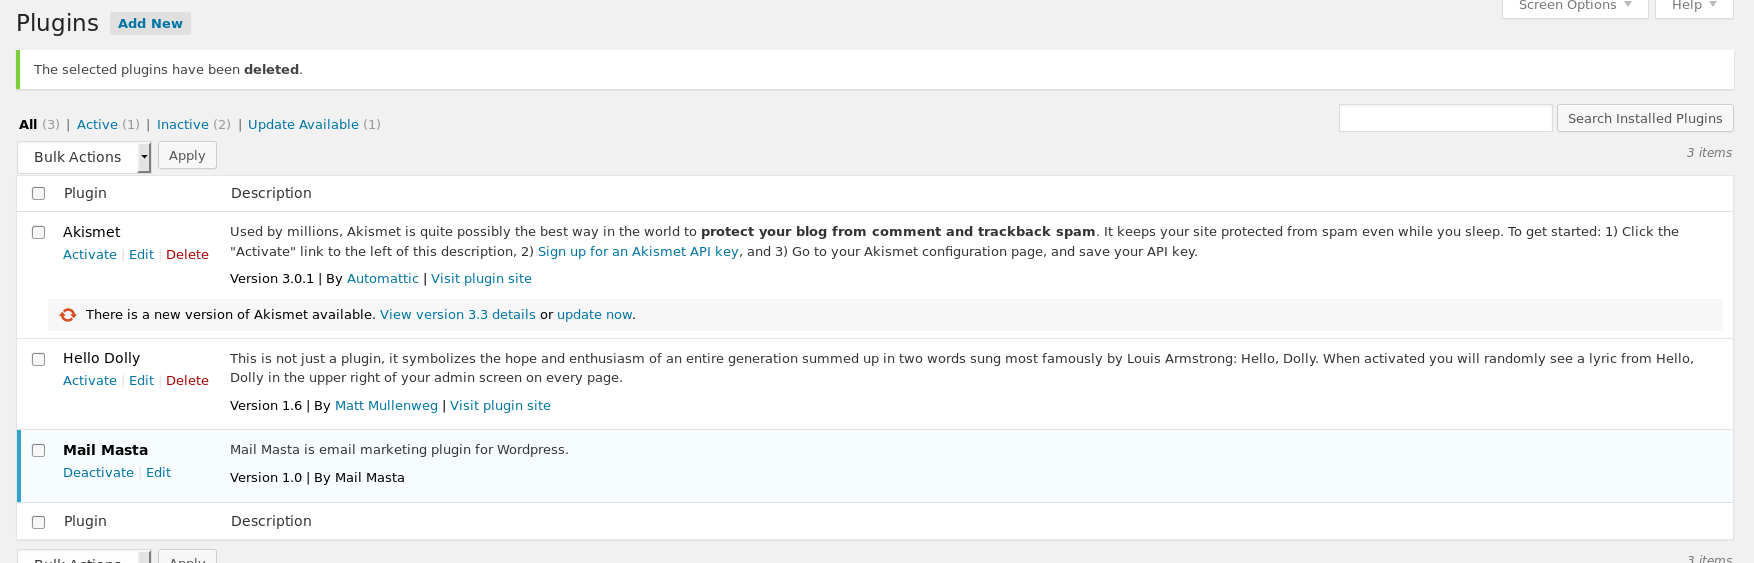 Plugins Add New
Screen Options Help
The selected plugins have been deleted.
All (3) | Active (1) | Inactive (2) | Update Available (1)
Search Installed Plugins
Bulk Actions Apply
3 items
Plugin Description
Akismet
Activate | Edit | Delete
Used by millions, Akismet is quite possibly the best way in the world to protect your blog from comment and trackback spam. It keeps your site protected from spam even while you sleep. To get started: 1) Click the
"Activate" link to the left of this description, 2) Sign up for an Akismet API key, and 3) Go to your Akismet configuration page, and save your API key.
Version 3.0.1 | By Automattic | Visit plugin site
There is a new version of Akismet available. View version 3.3 details or update now.
Hello Dolly
Activate | Edit | Delete
This is not just a plugin, it symbolizes the hope and enthusiasm of an entire generation summed up in two words sung most famously by Louis Armstrong: Hello, Dolly. When activated you will randomly see a lyric from Hello,
Dolly in the upper right of your admin screen on every page.
Version 1.6 | By Matt Mullenweg | Visit plugin site
Mail Masta
Deactivate | Edit
Mail Masta is email marketing plugin for Wordpress.
Version 1.0 | By Mail Masta
Plugin Description
Bulk Actions Apply
3 items